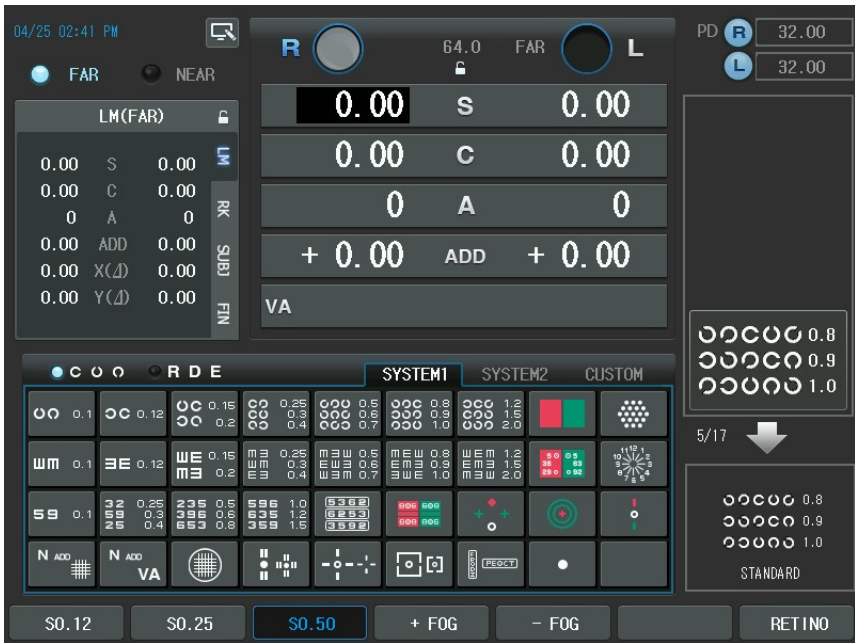 04/25 02:41 PM
FAR NEAR
LM(FAR)
0.00 S 0.00
0.00 C 0.00
0 A 0
0.00 ADD 0.00
0.00 X(Δ) 0.00
0.00 Y(Δ) 0.00
LM
RK
SUBJ
FIN
R 64.0 FAR L
0.00 S 0.00
0.00 C 0.00
0 A 0
+ 0.00 ADD + 0.00
VA
PD R 32.00
L 32.00
0.8
0.9
1.0
5/17
0.8
0.9
1.0
STANDARD
R D E
SYSTEM1 SYSTEM2 CUSTOM
0.1
0.12
0.15
0.2
0.25
0.3
0.4
0.5
0.6
0.7
0.8
0.9
1.0
1.2
1.5
2.0
0.1
0.12
0.15
0.2
0.25
0.3
0.4
0.5
0.6
0.7
0.8
0.9
1.0
1.2
1.5
2.0
59 0.1
32 0.25
59 0.3
25 0.4
235 0.5
396 0.6
653 0.8
596 1.0
635 1.2
359 1.5
5362
6253
3592
N ADD
N ADD
VA
PEOCT
SO.12 SO.25 SO.50 + FOG - FOG RETINO